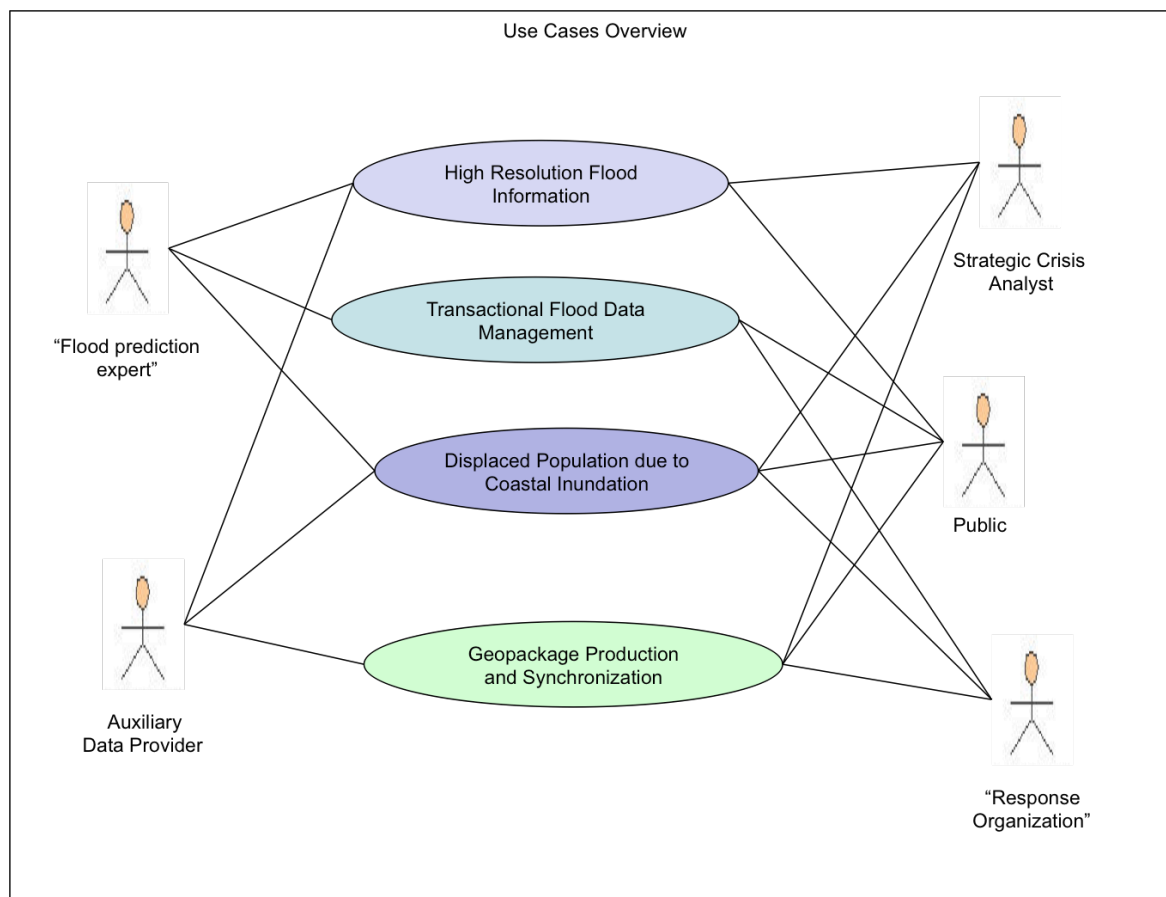 Use Cases Overview
High Resolution Flood
Information
Strategic Crisis
Analyst
Transactional Flood Data
Management
“Flood prediction
expert”
Displaced Population due to
Coastal Inundation
Public
Geopackage Production
and Synchronization
Auxiliary
Data Provider
“Response
Organization”